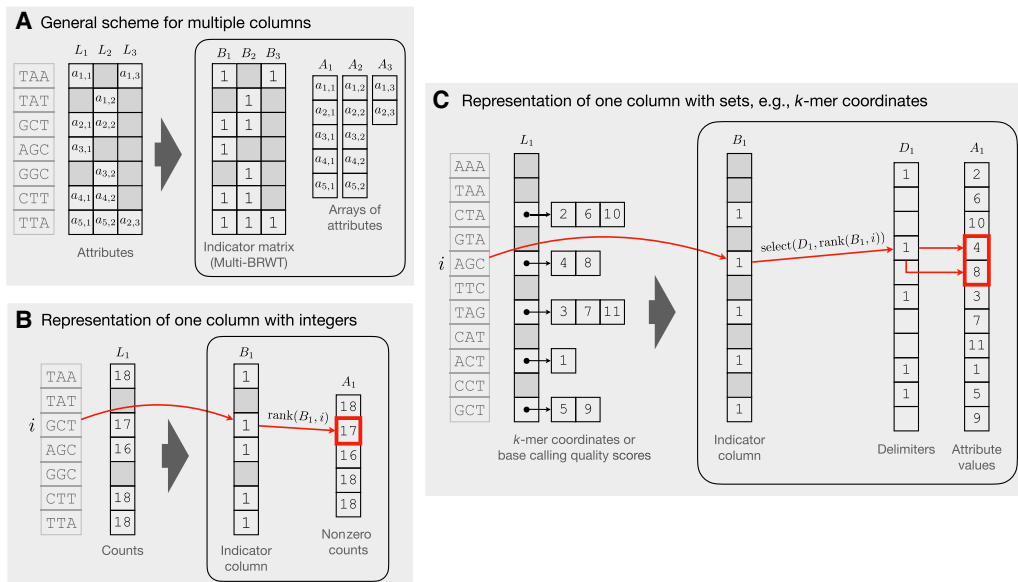 A General scheme for multiple columns
L1 L2 L3
B1 B2 B3
A1 A2 A3
TAA a1,1 a1,3 1 1
TAT a1,2 1
GCT a2,1 a2,2 1 1
AGC a3,1 1
GGC a3,2 1
CTT a4,1 a4,2 1 1
TTA a5,1 a5,2 a2,3 1 1 1
a1,1 a1,2 a1,3
a2,1 a2,2 a2,3
a3,1 a3,2
a4,1 a4,2
a5,1 a5,2
Attributes
Indicator matrix
(Multi-BRWT)
Arrays of
attributes
B Representation of one column with integers
L1 B1 A1
TAA 18 1
TAT
i GCT 17 1
AGC 16 1
GGC
CTT 18 1
TTA 18 1
rank(B1, i)
18
17
16
18
18
Counts
Indicator
column
Nonzero
counts
C Representation of one column with sets, e.g., k-mer coordinates
L1 B1 D1 A1
AAA
TAA
CTA 2 6 10 1
GTA
i AGC 4 8 1
TTC
TAG 3 7 11 1
CAT
ACT 1 1
CCT
GCT 5 9 1
select(D1, rank(B1, i))
1 2
6
10
1 4
8
1 3
7
11
1 1
1 5
9
k-mer coordinates or
base calling quality scores
Indicator
column
Delimiters
Attribute
values